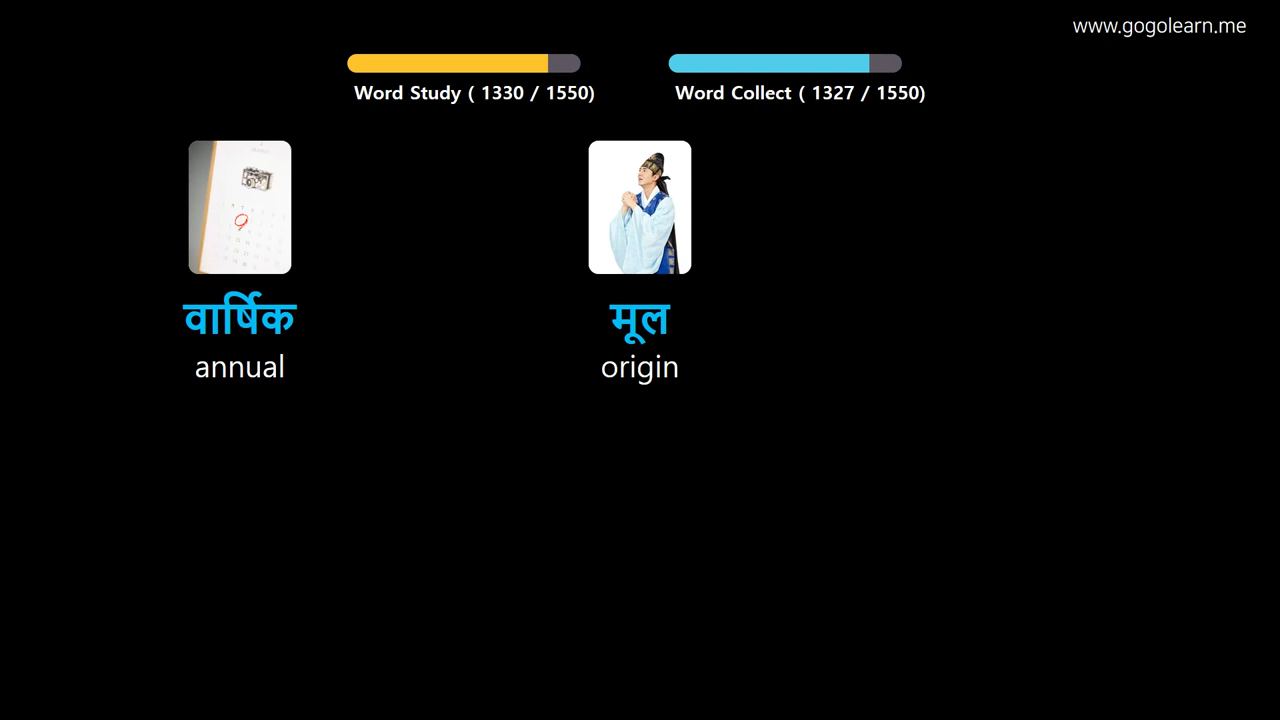 www.gogolearn.me
Word Study ( 1330 / 1550)
Word Collect ( 1327 / 1550)
वार्षिक
annual
मूल
origin